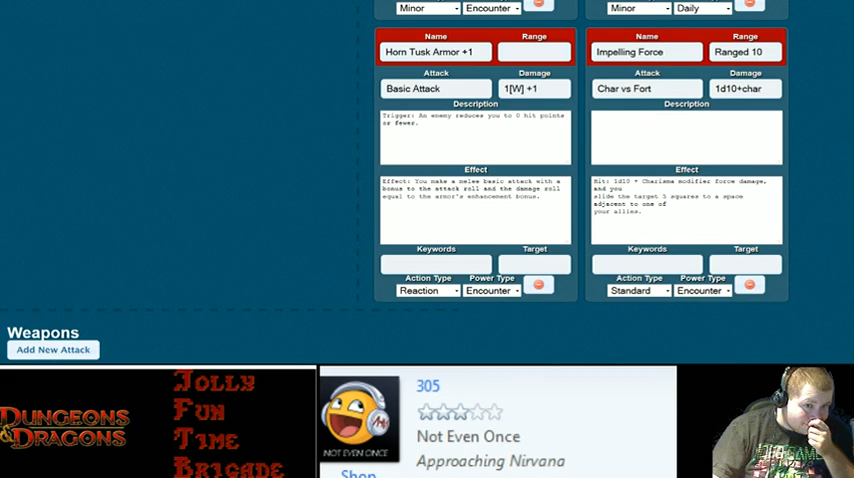 Minor Encounter
Minor Daily
Name Range
Horn Tusk Armor +1
Attack Damage
Basic Attack 1[W] +1
Description
Trigger: An enemy reduces you to 0 hit points
or fewer.
Effect
Effect: You make a melee basic attack with a
bonus to the attack roll and the damage roll
equal to the armor's enhancement bonus.
Keywords Target
Action Type Power Type
Reaction Encounter
Name Range
Impelling Force Ranged 10
Attack Damage
Char vs Fort 1d10+char
Description
Effect
Hit: 1d10 + Charisma modifier force damage,
and you
slide the target 5 squares to a space
adjacent to one of
your allies.
Keywords Target
Action Type Power Type
Standard Encounter
Weapons
Add New Attack
DUNGEONS
& DRAGONS
JOLLY
FUN
TIME
BRIGADE
NOT EVEN ONCE
305
Not Even Once
Approaching Nirvana
Shop
GAME